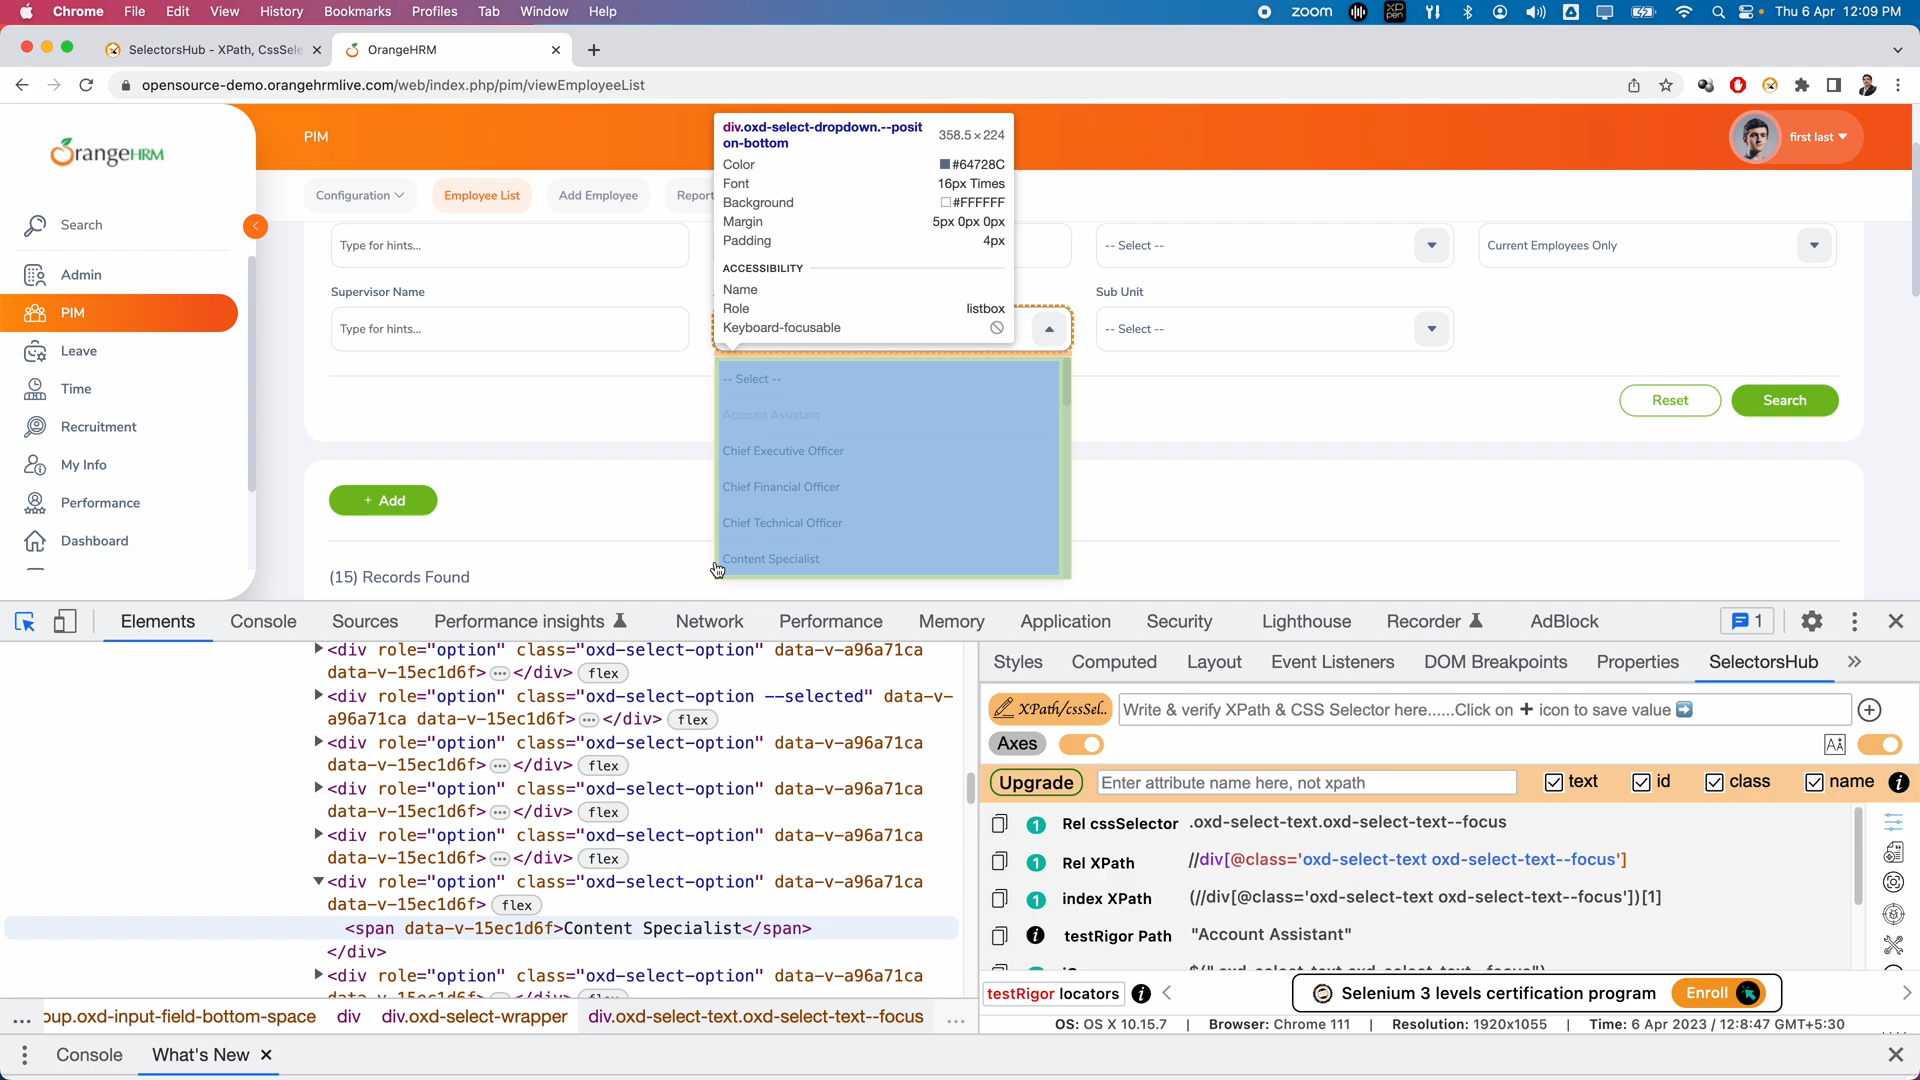 Chrome File Edit View History Bookmarks Profiles Tab Window Help zoom XP pen Thu 6 Apr 12:09 PM
SelectorsHub - XPath, CssSele OrangeHRM
opensource-demo.orangehrmlive.com/web/index.php/pim/viewEmployeeList
OrangeHRM
Search
Admin
PIM
Leave
Time
Recruitment
My Info
Performance
Dashboard
PIM
first last
Configuration Employee List Add Employee Report
Type for hints...
-- Select --
Current Employees Only
Supervisor Name
Sub Unit
Type for hints...
-- Select --
div.oxd-select-dropdown.--posit
on-bottom
358.5 × 224
Color #64728C
Font 16px Times
Background #FFFFFF
Margin 5px 0px 0px
Padding 4px
ACCESSIBILITY
Name
Role listbox
Keyboard-focusable
-- Select --
Account Assistant
Chief Executive Officer
Chief Financial Officer
Chief Technical Officer
Content Specialist
Reset Search
+ Add
(15) Records Found
Elements Console Sources Performance insights Network Performance Memory Application Security Lighthouse Recorder AdBlock 1
<div role="option" class="oxd-select-option" data-v-a96a71ca
data-v-15ec1d6f> ⋯ </div> flex
<div role="option" class="oxd-select-option --selected" data-v-
a96a71ca data-v-15ec1d6f> ⋯ </div> flex
<div role="option" class="oxd-select-option" data-v-a96a71ca
data-v-15ec1d6f> ⋯ </div> flex
<div role="option" class="oxd-select-option" data-v-a96a71ca
data-v-15ec1d6f> ⋯ </div> flex
<div role="option" class="oxd-select-option" data-v-a96a71ca
data-v-15ec1d6f> ⋯ </div> flex
<div role="option" class="oxd-select-option" data-v-a96a71ca
data-v-15ec1d6f> flex
<span data-v-15ec1d6f>Content Specialist</span>
</div>
<div role="option" class="oxd-select-option" data-v-a96a71ca
... oup.oxd-input-field-bottom-space div div.oxd-select-wrapper div.oxd-select-text.oxd-select-text--focus ...
Styles Computed Layout Event Listeners DOM Breakpoints Properties SelectorsHub »
XPath/cssSel.. Write & verify XPath & CSS Selector here......Click on + icon to save value
Axes
Upgrade Enter attribute name here, not xpath text id class name
1 Rel cssSelector .oxd-select-text.oxd-select-text--focus
1 Rel XPath //div[@class='oxd-select-text oxd-select-text--focus']
1 index XPath (//div[@class='oxd-select-text oxd-select-text--focus'])[1]
testRigor Path "Account Assistant"
testRigor locators Selenium 3 levels certification program Enroll
OS: OS X 10.15.7 | Browser: Chrome 111 | Resolution: 1920x1055 | Time: 6 Apr 2023 / 12:8:47 GMT+5:30
Console What's New